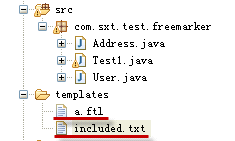 src
com.sxt.test.freemarker
Address.java
Test1.java
User.java
templates
a.ftl
included.txt